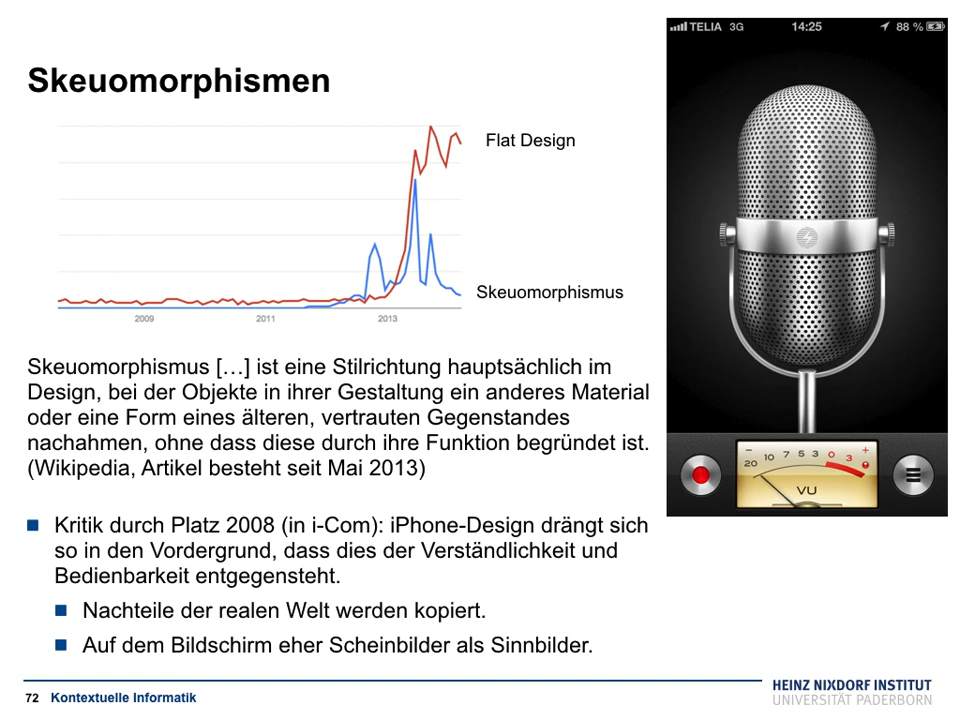 Skeuomorphismen
Flat Design
Skeuomorphismus
2009 2011 2013
Skeuomorphismus […] ist eine Stilrichtung hauptsächlich im
Design, bei der Objekte in ihrer Gestaltung ein anderes Material
oder eine Form eines älteren, vertrauten Gegenstandes
nachahmen, ohne dass diese durch ihre Funktion begründet ist.
(Wikipedia, Artikel besteht seit Mai 2013)
Kritik durch Platz 2008 (in i-Com): iPhone-Design drängt sich
so in den Vordergrund, dass dies der Verständlichkeit und
Bedienbarkeit entgegensteht.
Nachteile der realen Welt werden kopiert.
Auf dem Bildschirm eher Scheinbilder als Sinnbilder.
TELIA 3G 14:25 88 %
− 20 10 7 5 3 0 3 +
VU
72 Kontextuelle Informatik
HEINZ NIXDORF INSTITUT
UNIVERSITÄT PADERBORN